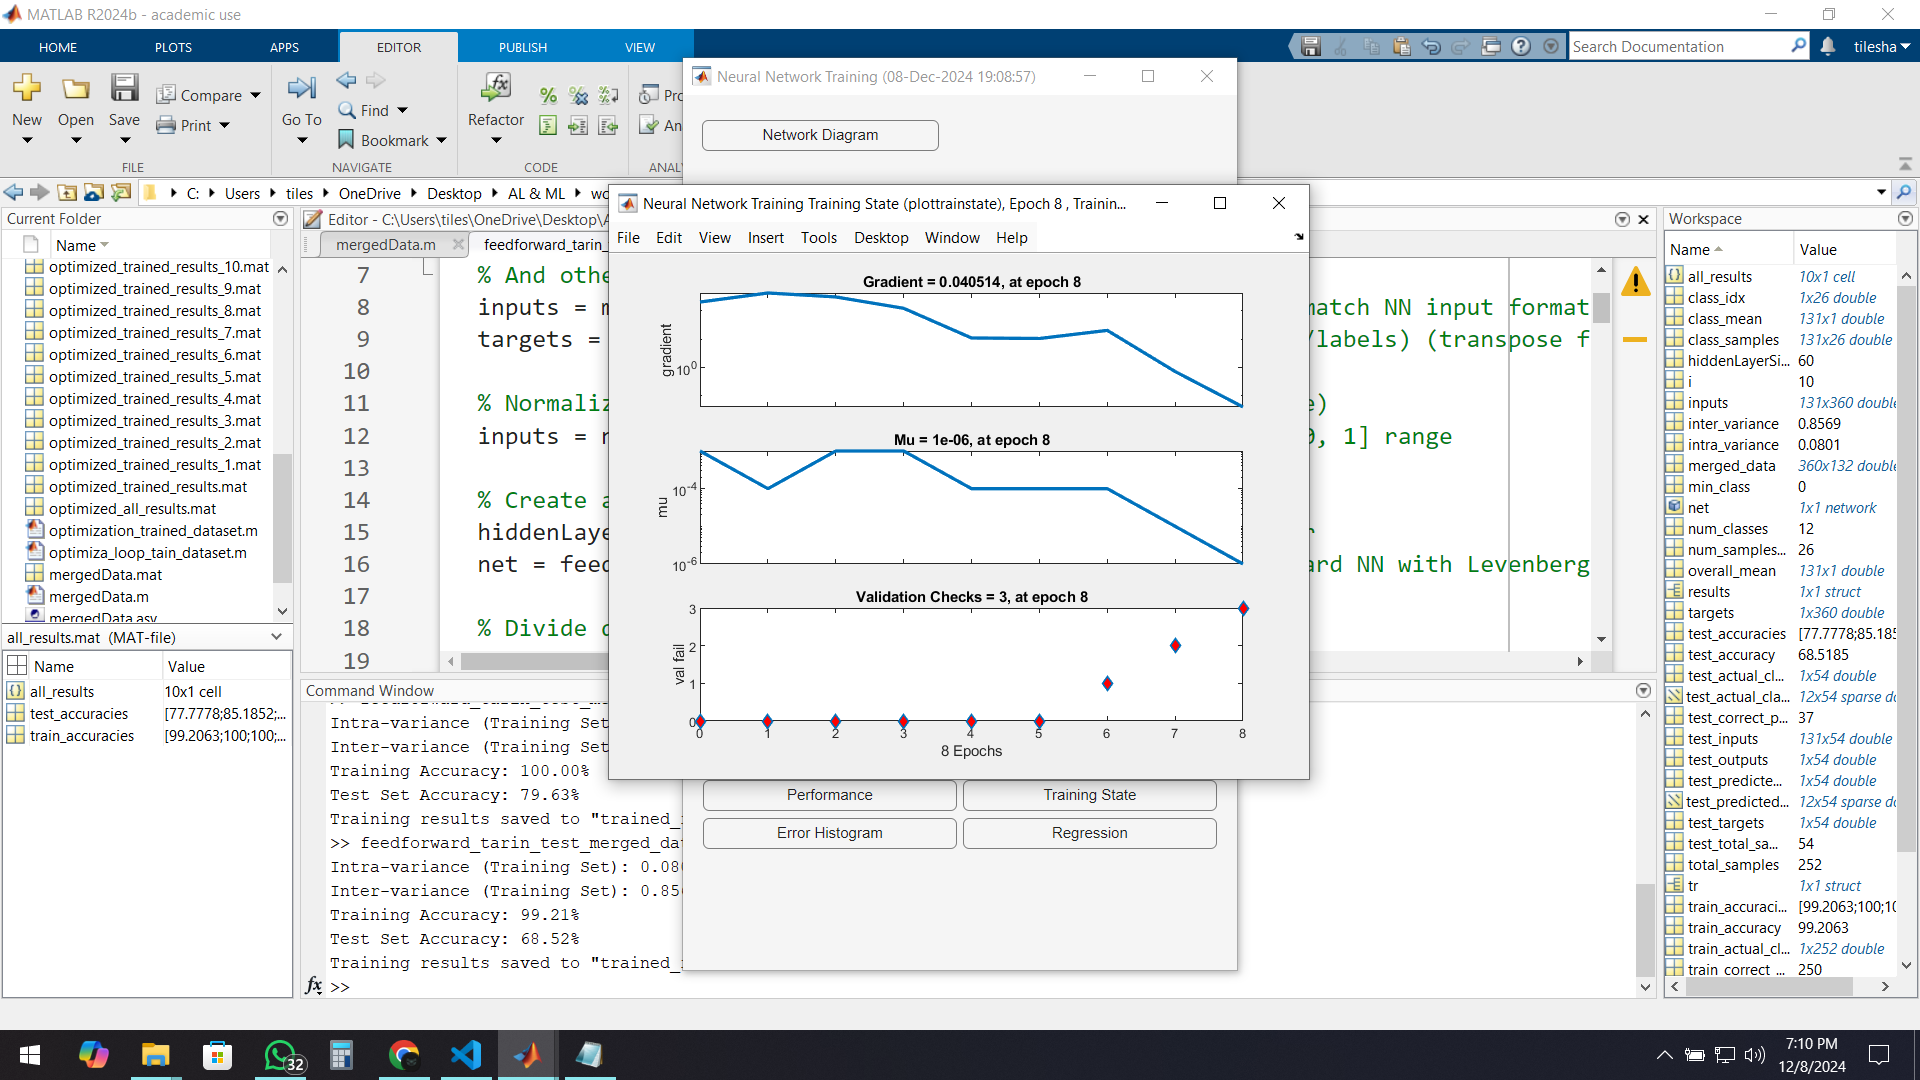 MATLAB R2024b - academic use
HOME
PLOTS
APPS
EDITOR
PUBLISH
VIEW
Search Documentation
tilesha
New
Open
Save
Compare
Print
FILE
Go To
Find
Bookmark
NAVIGATE
Refactor
CODE
Pro
An
ANAL
C:
Users
tiles
OneDrive
Desktop
AL & ML
wo
Current Folder
Name
optimized_trained_results_10.mat
optimized_trained_results_9.mat
optimized_trained_results_8.mat
optimized_trained_results_7.mat
optimized_trained_results_6.mat
optimized_trained_results_5.mat
optimized_trained_results_4.mat
optimized_trained_results_3.mat
optimized_trained_results_2.mat
optimized_trained_results_1.mat
optimized_trained_results.mat
optimized_all_results.mat
optimization_trained_dataset.m
optimiza_loop_tain_dataset.m
mergedData.mat
mergedData.m
mergedData.asv
all_results.mat (MAT-file)
Name Value
all_results 10x1 cell
test_accuracies [77.7778;85.1852;...
train_accuracies [99.2063;100;100;...
Editor - C:\Users\tiles\OneDrive\Desktop\A
mergedData.m
feedforward_tarin_
7 % And othe
8 inputs = m match NN input format
9 targets = /labels) (transpose f
10
11 % Normaliz e)
12 inputs = n 0, 1] range
13
14 % Create a
15 hiddenLaye r
16 net = feed ard NN with Levenberg
17
18 % Divide d
19
Command Window
Intra-variance (Training Set
Inter-variance (Training Set
Training Accuracy: 100.00%
Test Set Accuracy: 79.63%
Training results saved to "trained_
>> feedforward_tarin_test_merged_da
Intra-variance (Training Set): 0.080
Inter-variance (Training Set): 0.856
Training Accuracy: 99.21%
Test Set Accuracy: 68.52%
Training results saved to "trained_
fx >>
Neural Network Training (08-Dec-2024 19:08:57)
Network Diagram
Neural Network Training Training State (plottrainstate), Epoch 8 , Trainin...
File Edit View Insert Tools Desktop Window Help
Gradient = 0.040514, at epoch 8
gradient
10^0
Mu = 1e-06, at epoch 8
mu
10^-4
10^-6
Validation Checks = 3, at epoch 8
val fail
3
2
1
0
0 1 2 3 4 5 6 7 8
8 Epochs
Performance
Training State
Error Histogram
Regression
Workspace
Name Value
all_results 10x1 cell
class_idx 1x26 double
class_mean 131x1 double
class_samples 131x26 double
hiddenLayerSi... 60
i 10
inputs 131x360 double
inter_variance 0.8569
intra_variance 0.0801
merged_data 360x132 double
min_class 0
net 1x1 network
num_classes 12
num_samples... 26
overall_mean 131x1 double
results 1x1 struct
targets 1x360 double
test_accuracies [77.7778;85.185
test_accuracy 68.5185
test_actual_cl... 1x54 double
test_actual_cla... 12x54 sparse do
test_correct_p... 37
test_inputs 131x54 double
test_outputs 1x54 double
test_predicte... 1x54 double
test_predicted... 12x54 sparse do
test_targets 1x54 double
test_total_sa... 54
total_samples 252
tr 1x1 struct
train_accuraci... [99.2063;100;10
train_accuracy 99.2063
train_actual_cl... 1x252 double
train_correct_... 250
32
7:10 PM
12/8/2024